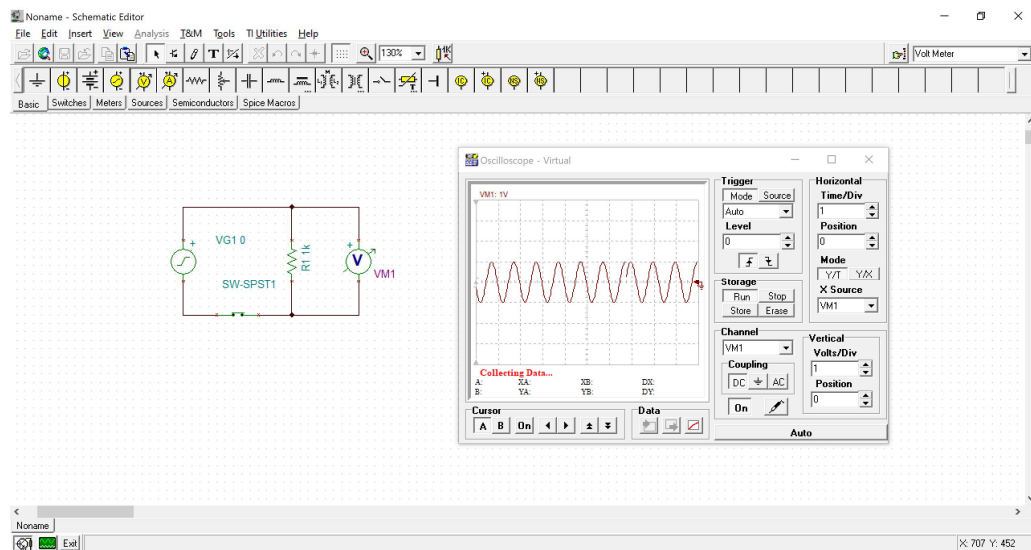 Noname - Schematic Editor
File Edit Insert View Analysis T&M Tools TI Utilities Help
130%
Volt Meter
Basic Switches Meters Sources Semiconductors Spice Macros
VG1 0
R1 1k
SW-SPST1
V
VM1
Oscilloscope - Virtual
VM1: 1V
Collecting Data...
A: XA: XB: DX:
B: YA: YB: DY:
Cursor
A B On
Data
Trigger
Mode Source
Auto
Level
0
Storage
Run Stop
Store Erase
Horizontal
Time/Div
1
Position
0
Mode
Y/T Y/X
X Source
VM1
Channel
VM1
Coupling
DC AC
On
Vertical
Volts/Div
1
Position
0
Auto
Noname
Exit
X: 707 Y: 452